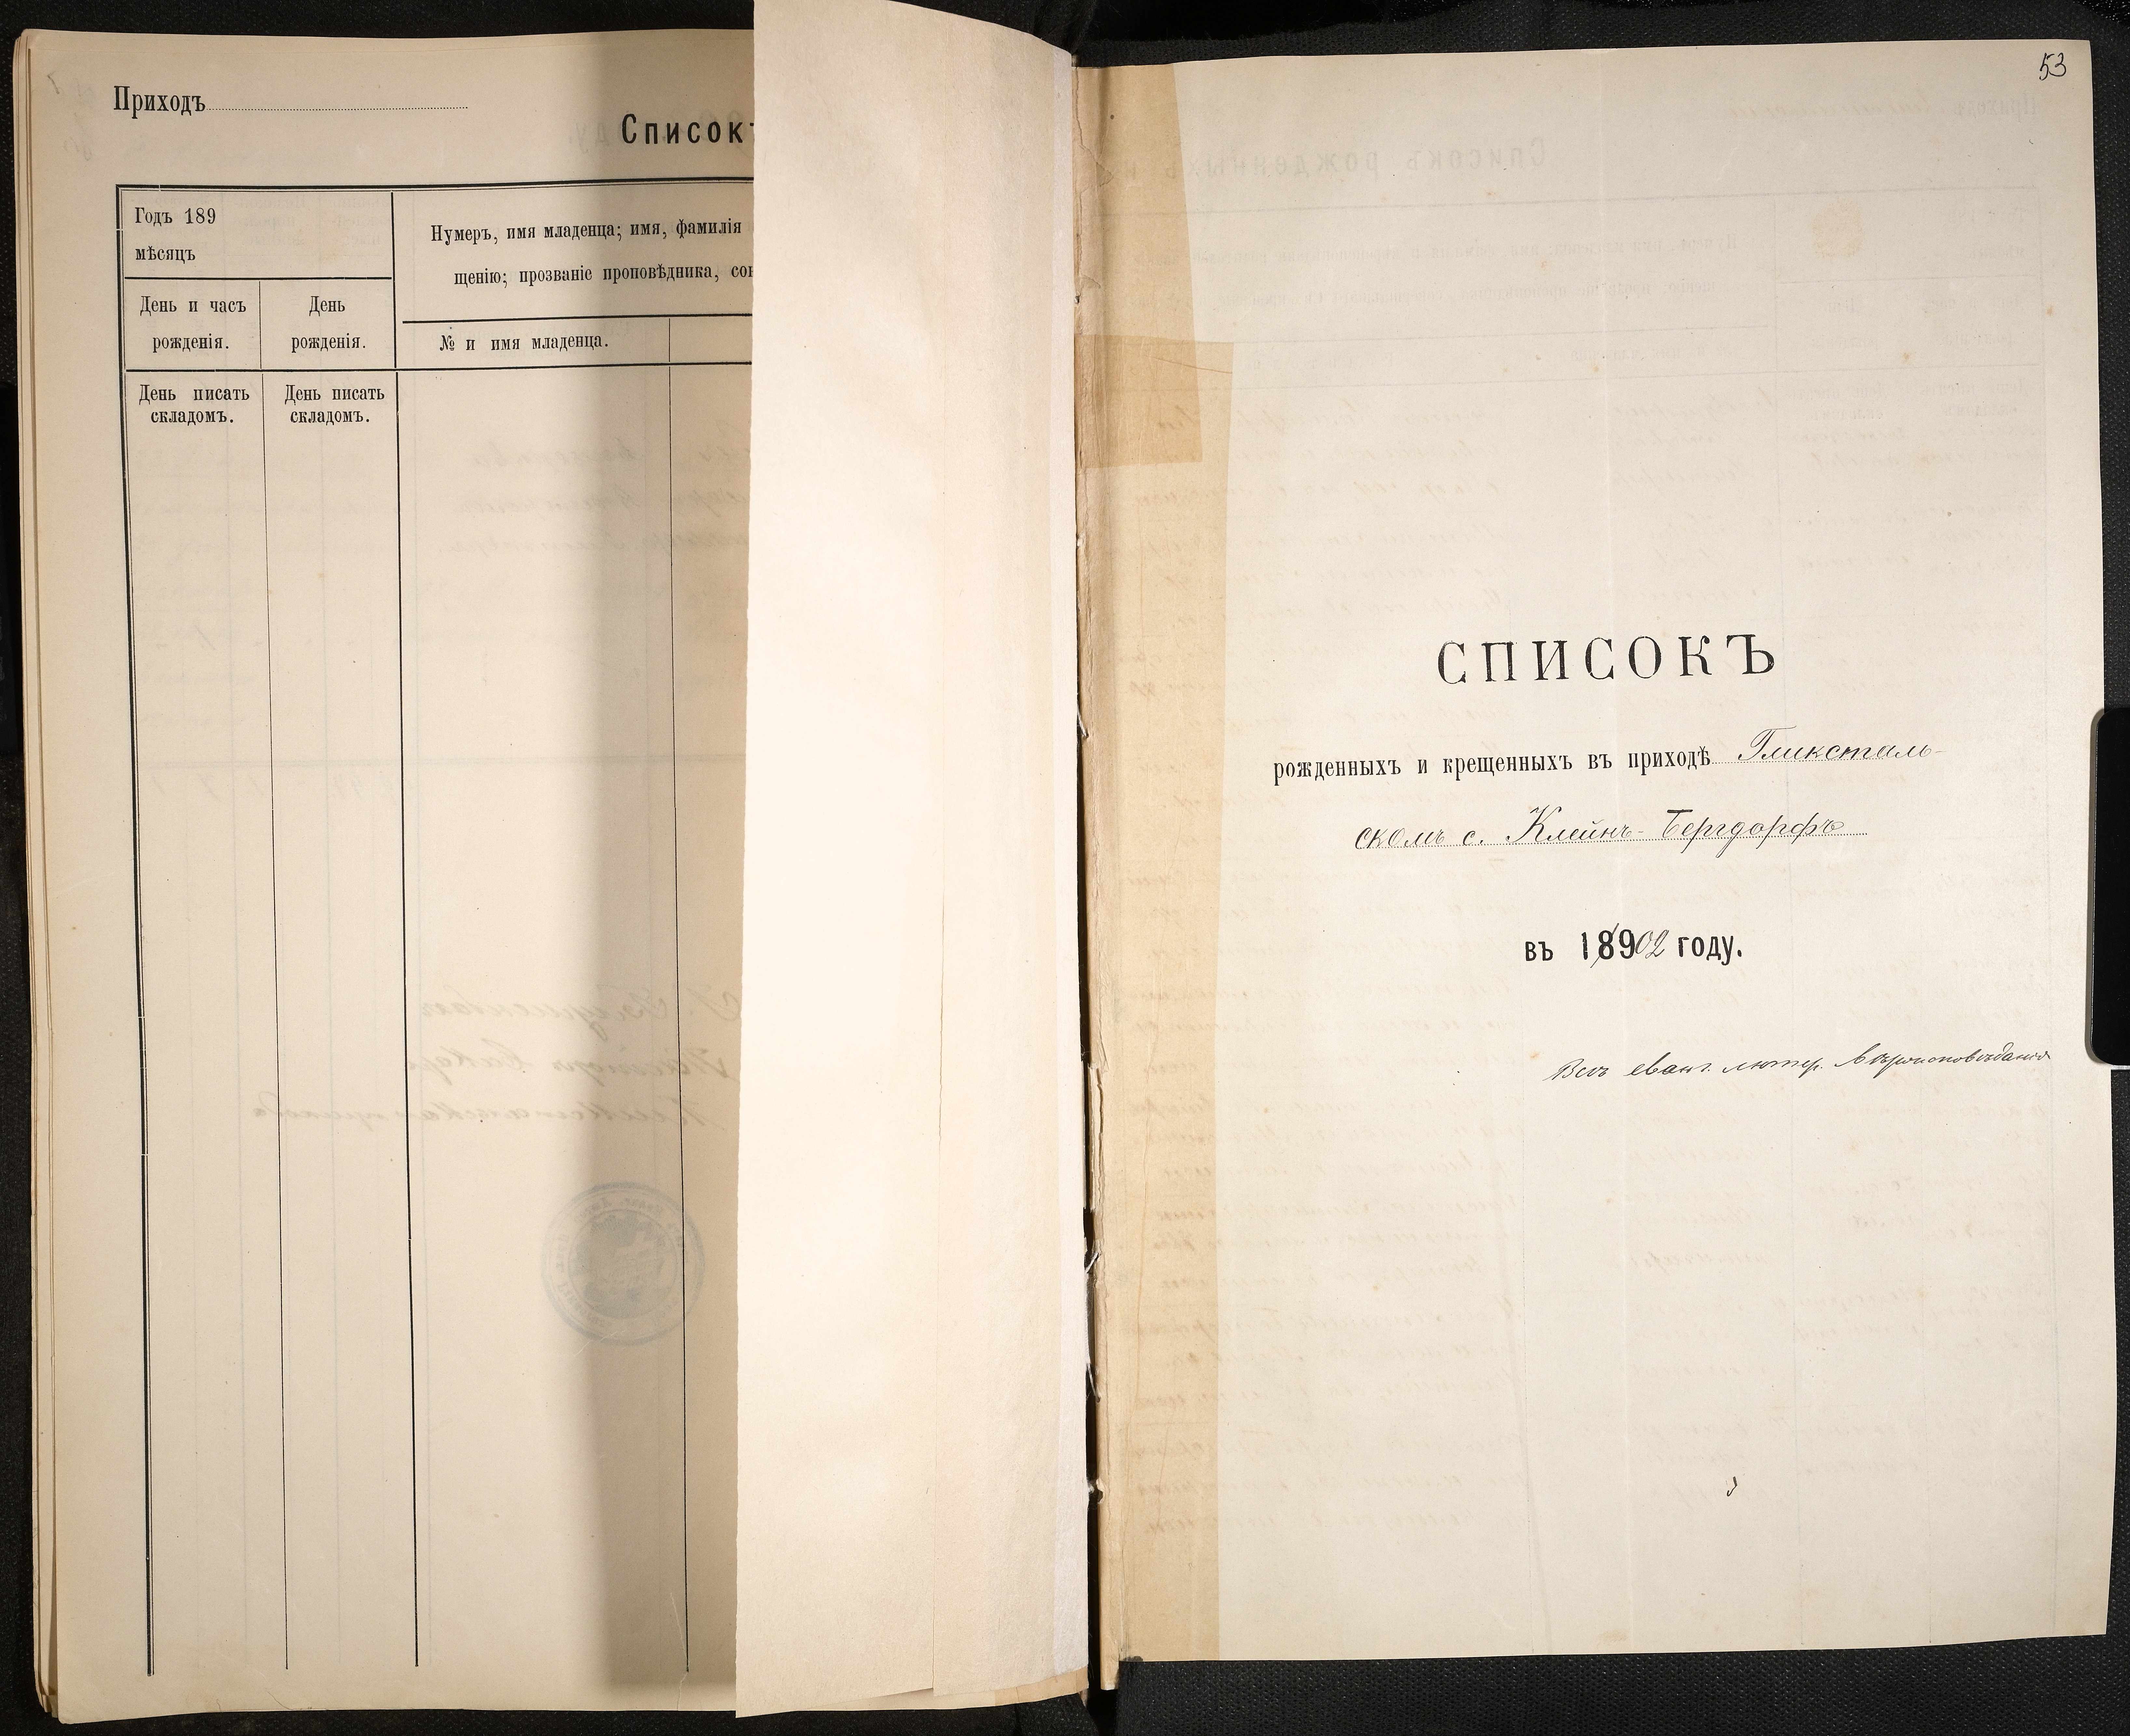 Приходъ
Списокъ
Годъ 189
мѣсяцъ
Нумеръ, имя младенца; имя, фамилія
щенію; прозваніе проповѣдника, сов
День и часъ
рожденія.
День
рожденія.
№ и имя младенца.
День писать
складомъ.
День писать
складомъ.
53
СПИСОКЪ
рожденныхъ и крещенныхъ въ приходѣ Гликсталь-
скомъ с. Клейнъ-Бергдорфъ
въ 18902 году.
Всѣ еванг. лютер. вѣроисповѣданія